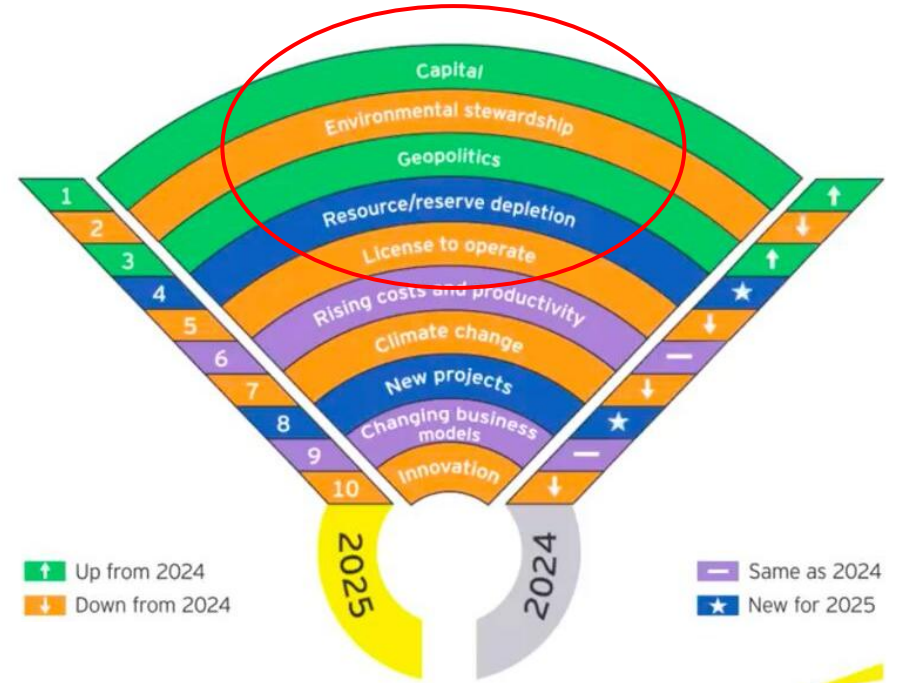 Capital
Environmental stewardship
Geopolitics
Resource/reserve depletion
License to operate
Rising costs and productivity
Climate change
New projects
Changing business
models
Innovation
1
2
3
4
5
6
7
8
9
10
2025
2024
Up from 2024
Down from 2024
Same as 2024
New for 2025